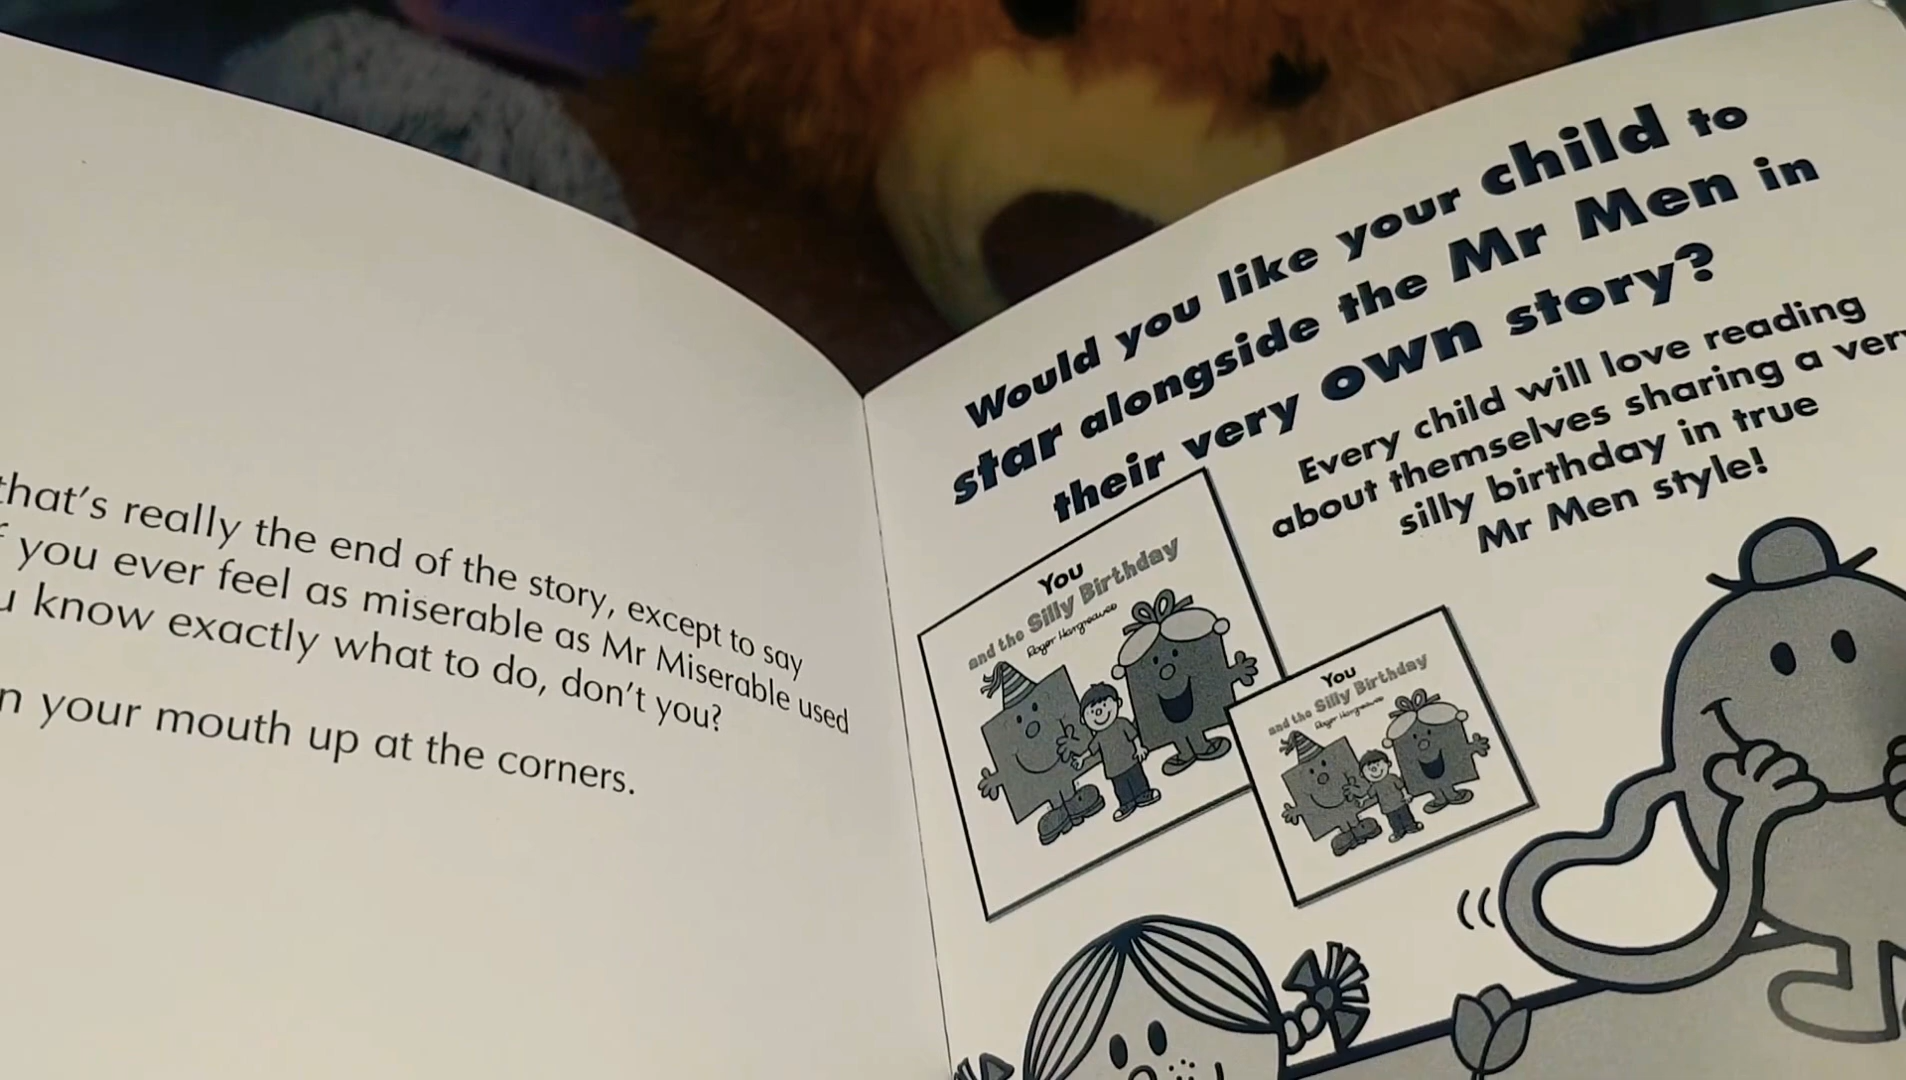 that's really the end of the story, except to say
you ever feel as miserable as Mr Miserable used
know exactly what to do, don't you?
your mouth up at the corners.
Would you like your child to
star alongside the Mr Men in
their very own story?
Every child will love reading
about themselves sharing a very
silly birthday in true
Mr Men style!
You
and the Silly Birthday
Roger Hargreaves
You
and the Silly Birthday
Roger Hargreaves